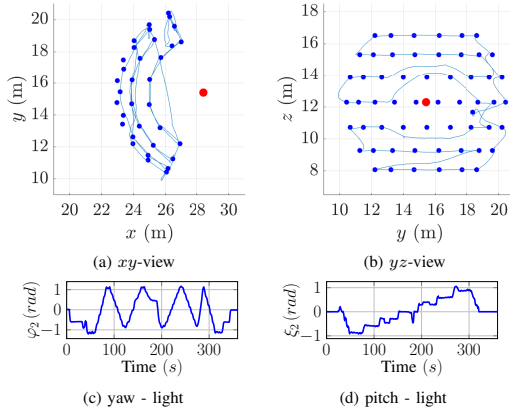 20
18
16
14
12
10
y (m)
20 22 24 26 28 30
x (m)
(a) xy-view
18
16
14
12
10
8
z (m)
10 12 14 16 18 20
y (m)
(b) yz-view
1
0
−1
φ₂(rad)
0 100 200 300
Time (s)
(c) yaw - light
1
0
−1
ξ₂(rad)
0 100 200 300
Time (s)
(d) pitch - light